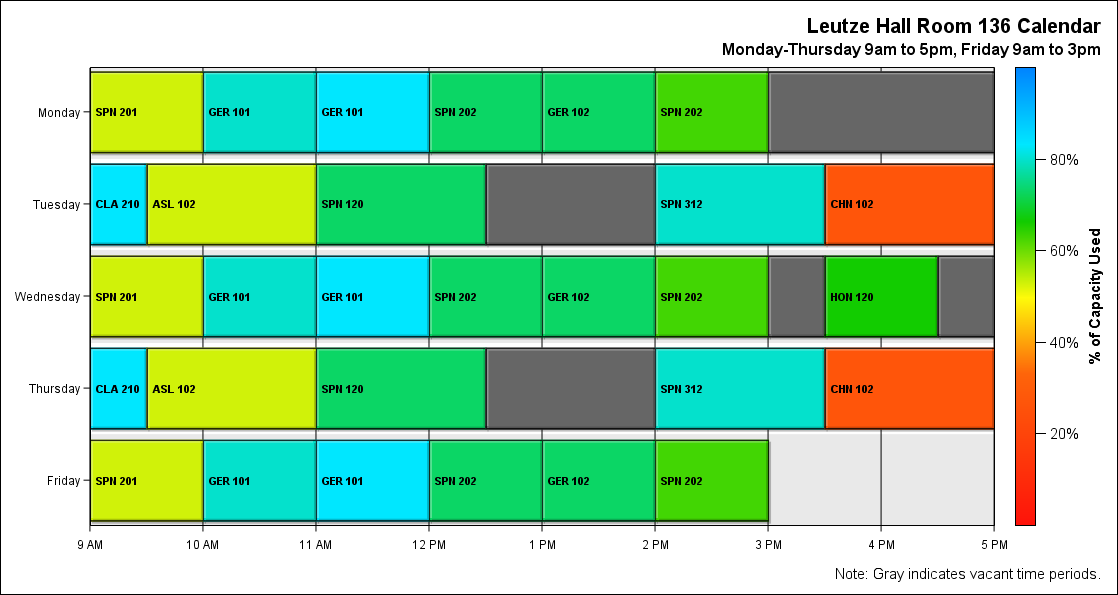 Leutze Hall Room 136 Calendar
Monday-Thursday 9am to 5pm, Friday 9am to 3pm
Monday
SPN 201 GER 101 GER 101 SPN 202 GER 102 SPN 202
Tuesday
CLA 210 ASL 102 SPN 120 SPN 312 CHN 102
Wednesday
SPN 201 GER 101 GER 101 SPN 202 GER 102 SPN 202 HON 120
Thursday
CLA 210 ASL 102 SPN 120 SPN 312 CHN 102
Friday
SPN 201 GER 101 GER 101 SPN 202 GER 102 SPN 202
9 AM 10 AM 11 AM 12 PM 1 PM 2 PM 3 PM 4 PM 5 PM
80%
60%
40%
20%
% of Capacity Used
Note: Gray indicates vacant time periods.